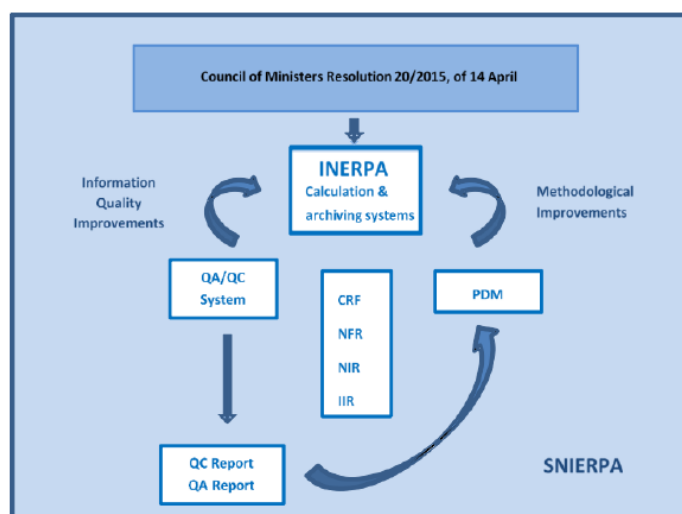 Council of Ministers Resolution 20/2015, of 14 April
INERPA
Calculation &
archiving systems
Information
Quality
Improvements
Methodological
Improvements
QA/QC
System
CRF
NFR
NIR
IIR
PDM
QC Report
QA Report
SNIERPA